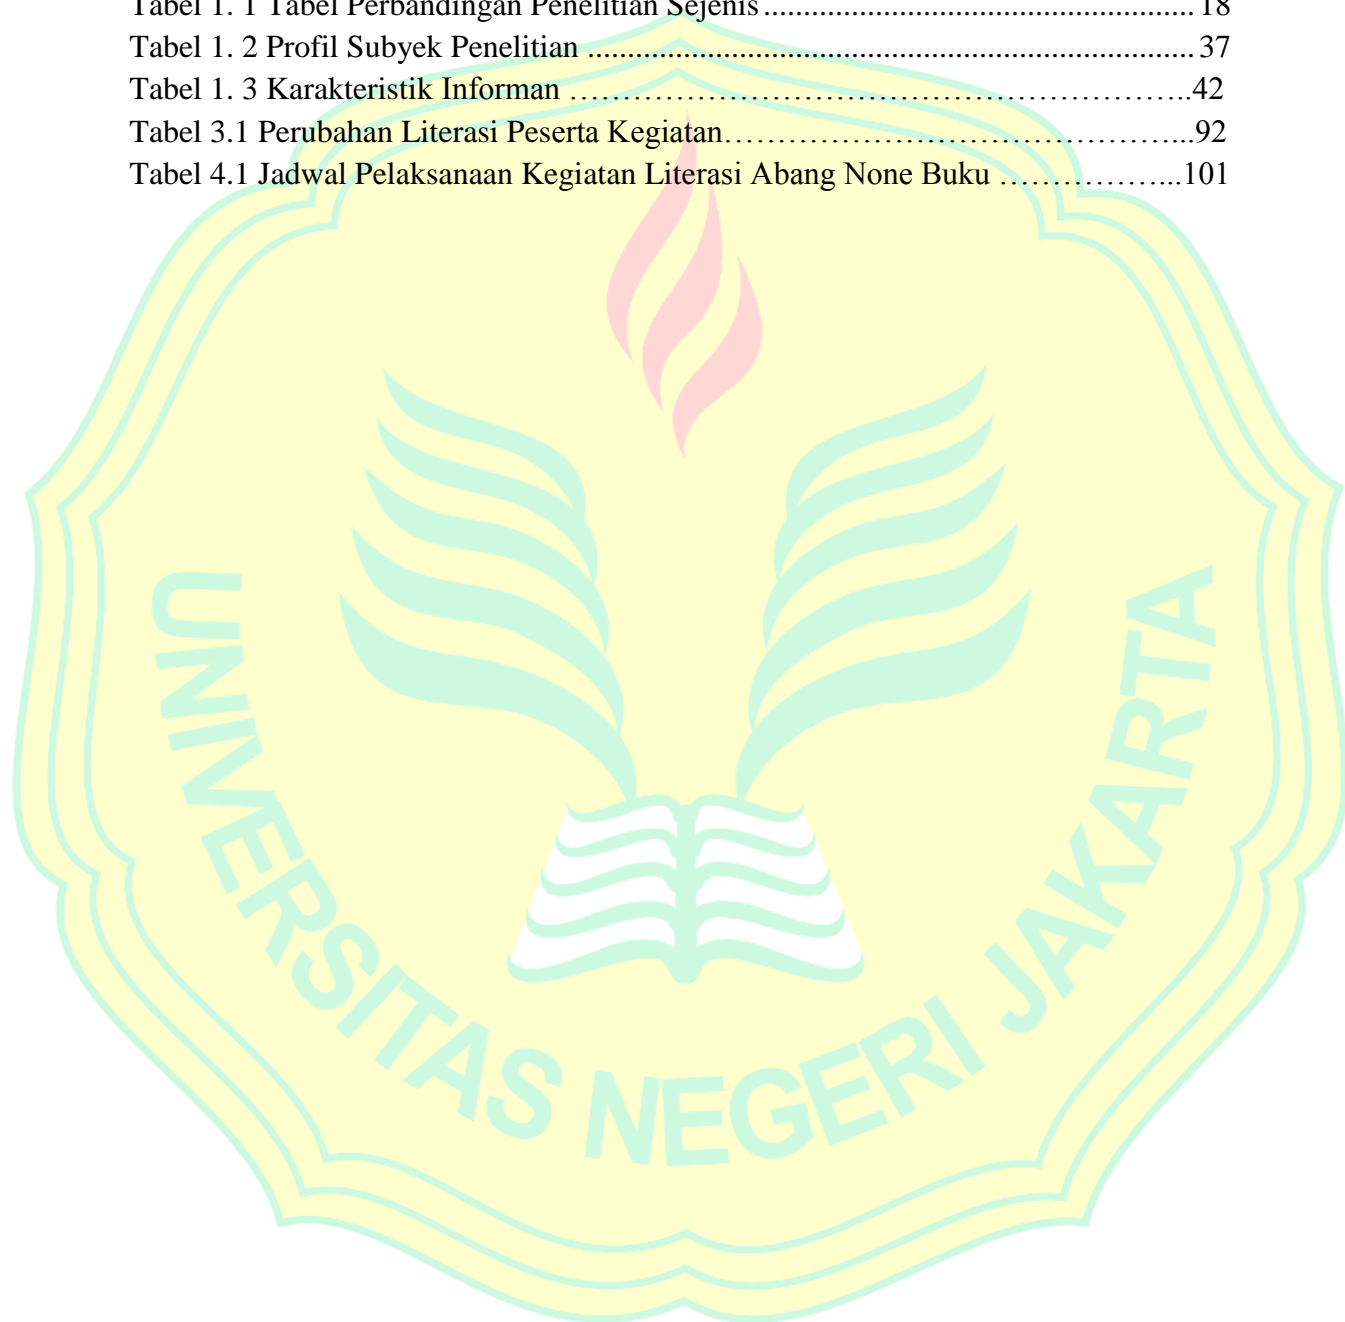 Tabel 1. 1 Tabel Perbandingan Penelitian Sejenis...................................................... 18
Tabel 1. 2 Profil Subyek Penelitian ............................................................................ 37
Tabel 1. 3 Karakteristik Informan …………………………………………………….42
Tabel 3.1 Perubahan Literasi Peserta Kegiatan……………………………………...92
Tabel 4.1 Jadwal Pelaksanaan Kegiatan Literasi Abang None Buku ……………...101
UNIVERSITAS NEGERI JAKARTA